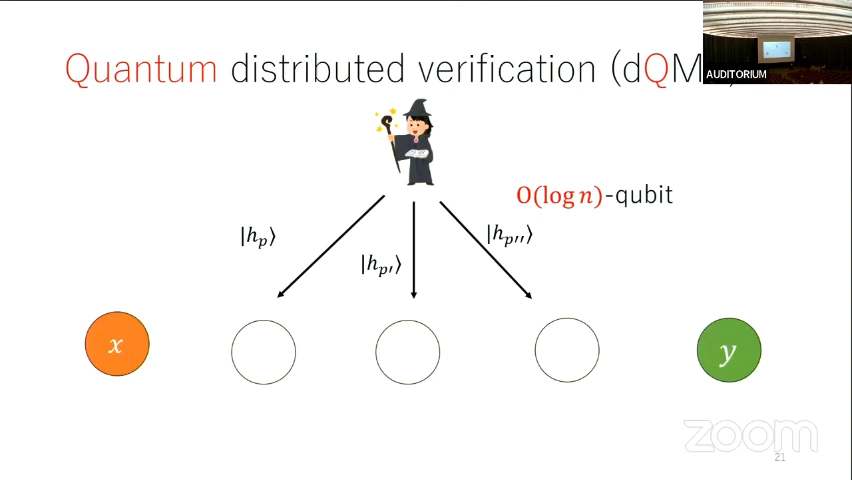 Quantum distributed verification (dQM
AUDITORIUM
O(log n)-qubit
|h_p⟩
|h_p''⟩
|h_p'⟩
x
y
zoom
21